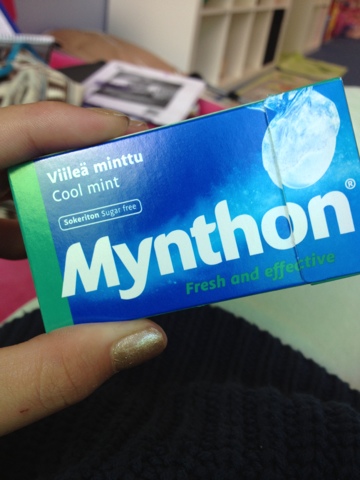 Viileä minttu
Cool mint
Sokeriton Sugar free
Mynthon®
Fresh and effective